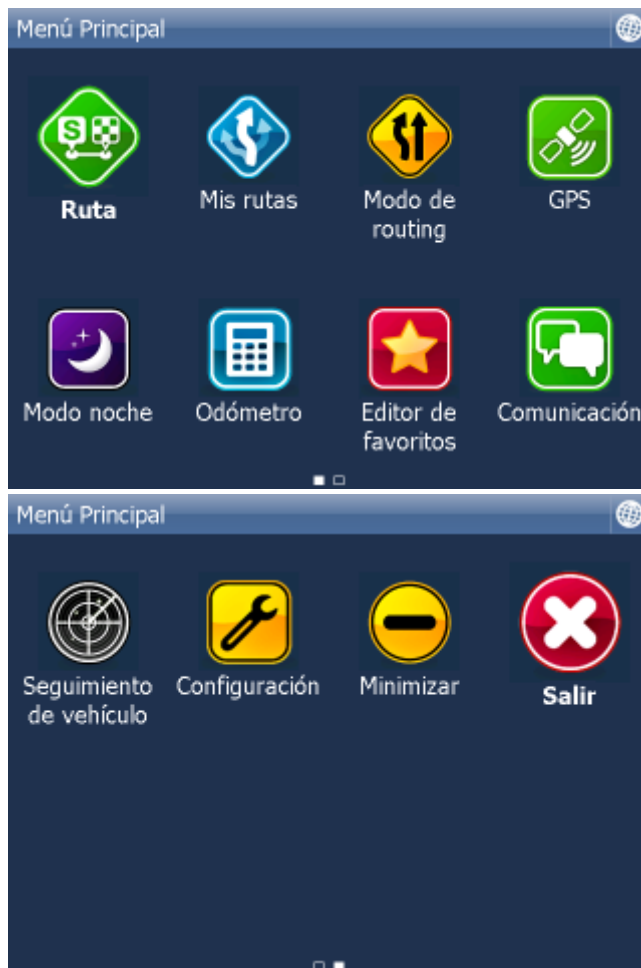 Menú Principal
S
Ruta
Mis rutas
Modo de
routing
GPS
Modo noche
Odómetro
Editor de
favoritos
Comunicación
Menú Principal
Seguimiento
de vehículo
Configuración
Minimizar
Salir